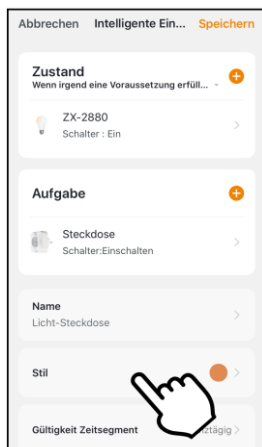 Abbrechen Intelligente Ein... Speichern
Zustand
Wenn irgend eine Voraussetzung erfüll...
ZX-2880
Schalter : Ein
Aufgabe
Steckdose
Schalter:Einschalten
Name
Licht-Steckdose
Stil
Gültigkeit Zeitsegment